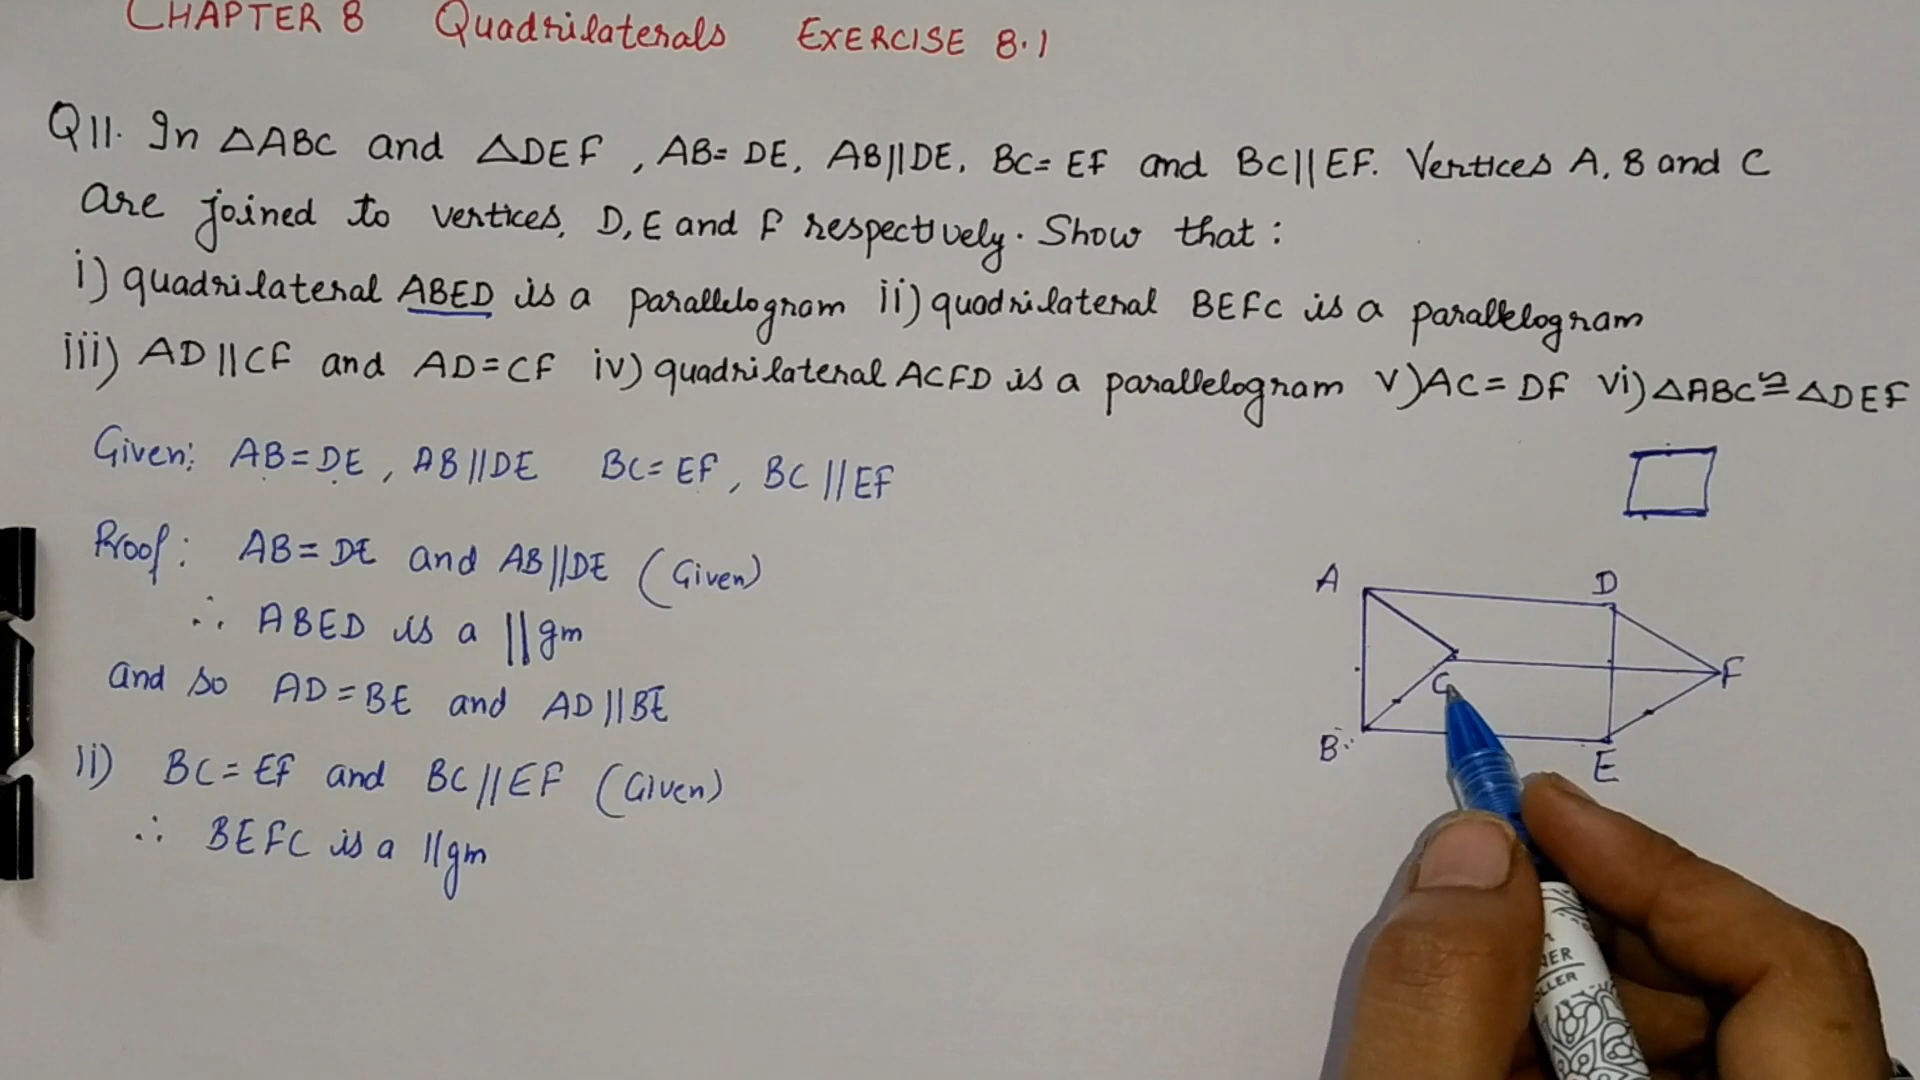 CHAPTER 8 Quadrilaterals EXERCISE 8.1
Q11. In △ABC and △DEF, AB= DE, AB||DE, BC= EF and BC||EF. Vertices A, B and C
are joined to vertices, D, E and F respectively. Show that:
i) quadrilateral ABED is a parallelogram ii) quadrilateral BEFC is a parallelogram
iii) AD||CF and AD=CF iv) quadrilateral ACFD is a parallelogram v) AC= DF vi) △ABC≅△DEF
Given: AB=DE, AB||DE BC=EF, BC||EF
Proof: AB=DE and AB||DE (Given)
∴ ABED is a ||gm
and so AD=BE and AD||BE
ii) BC=EF and BC||EF (Given)
∴ BEFC is a ||gm
A D
C F
B E